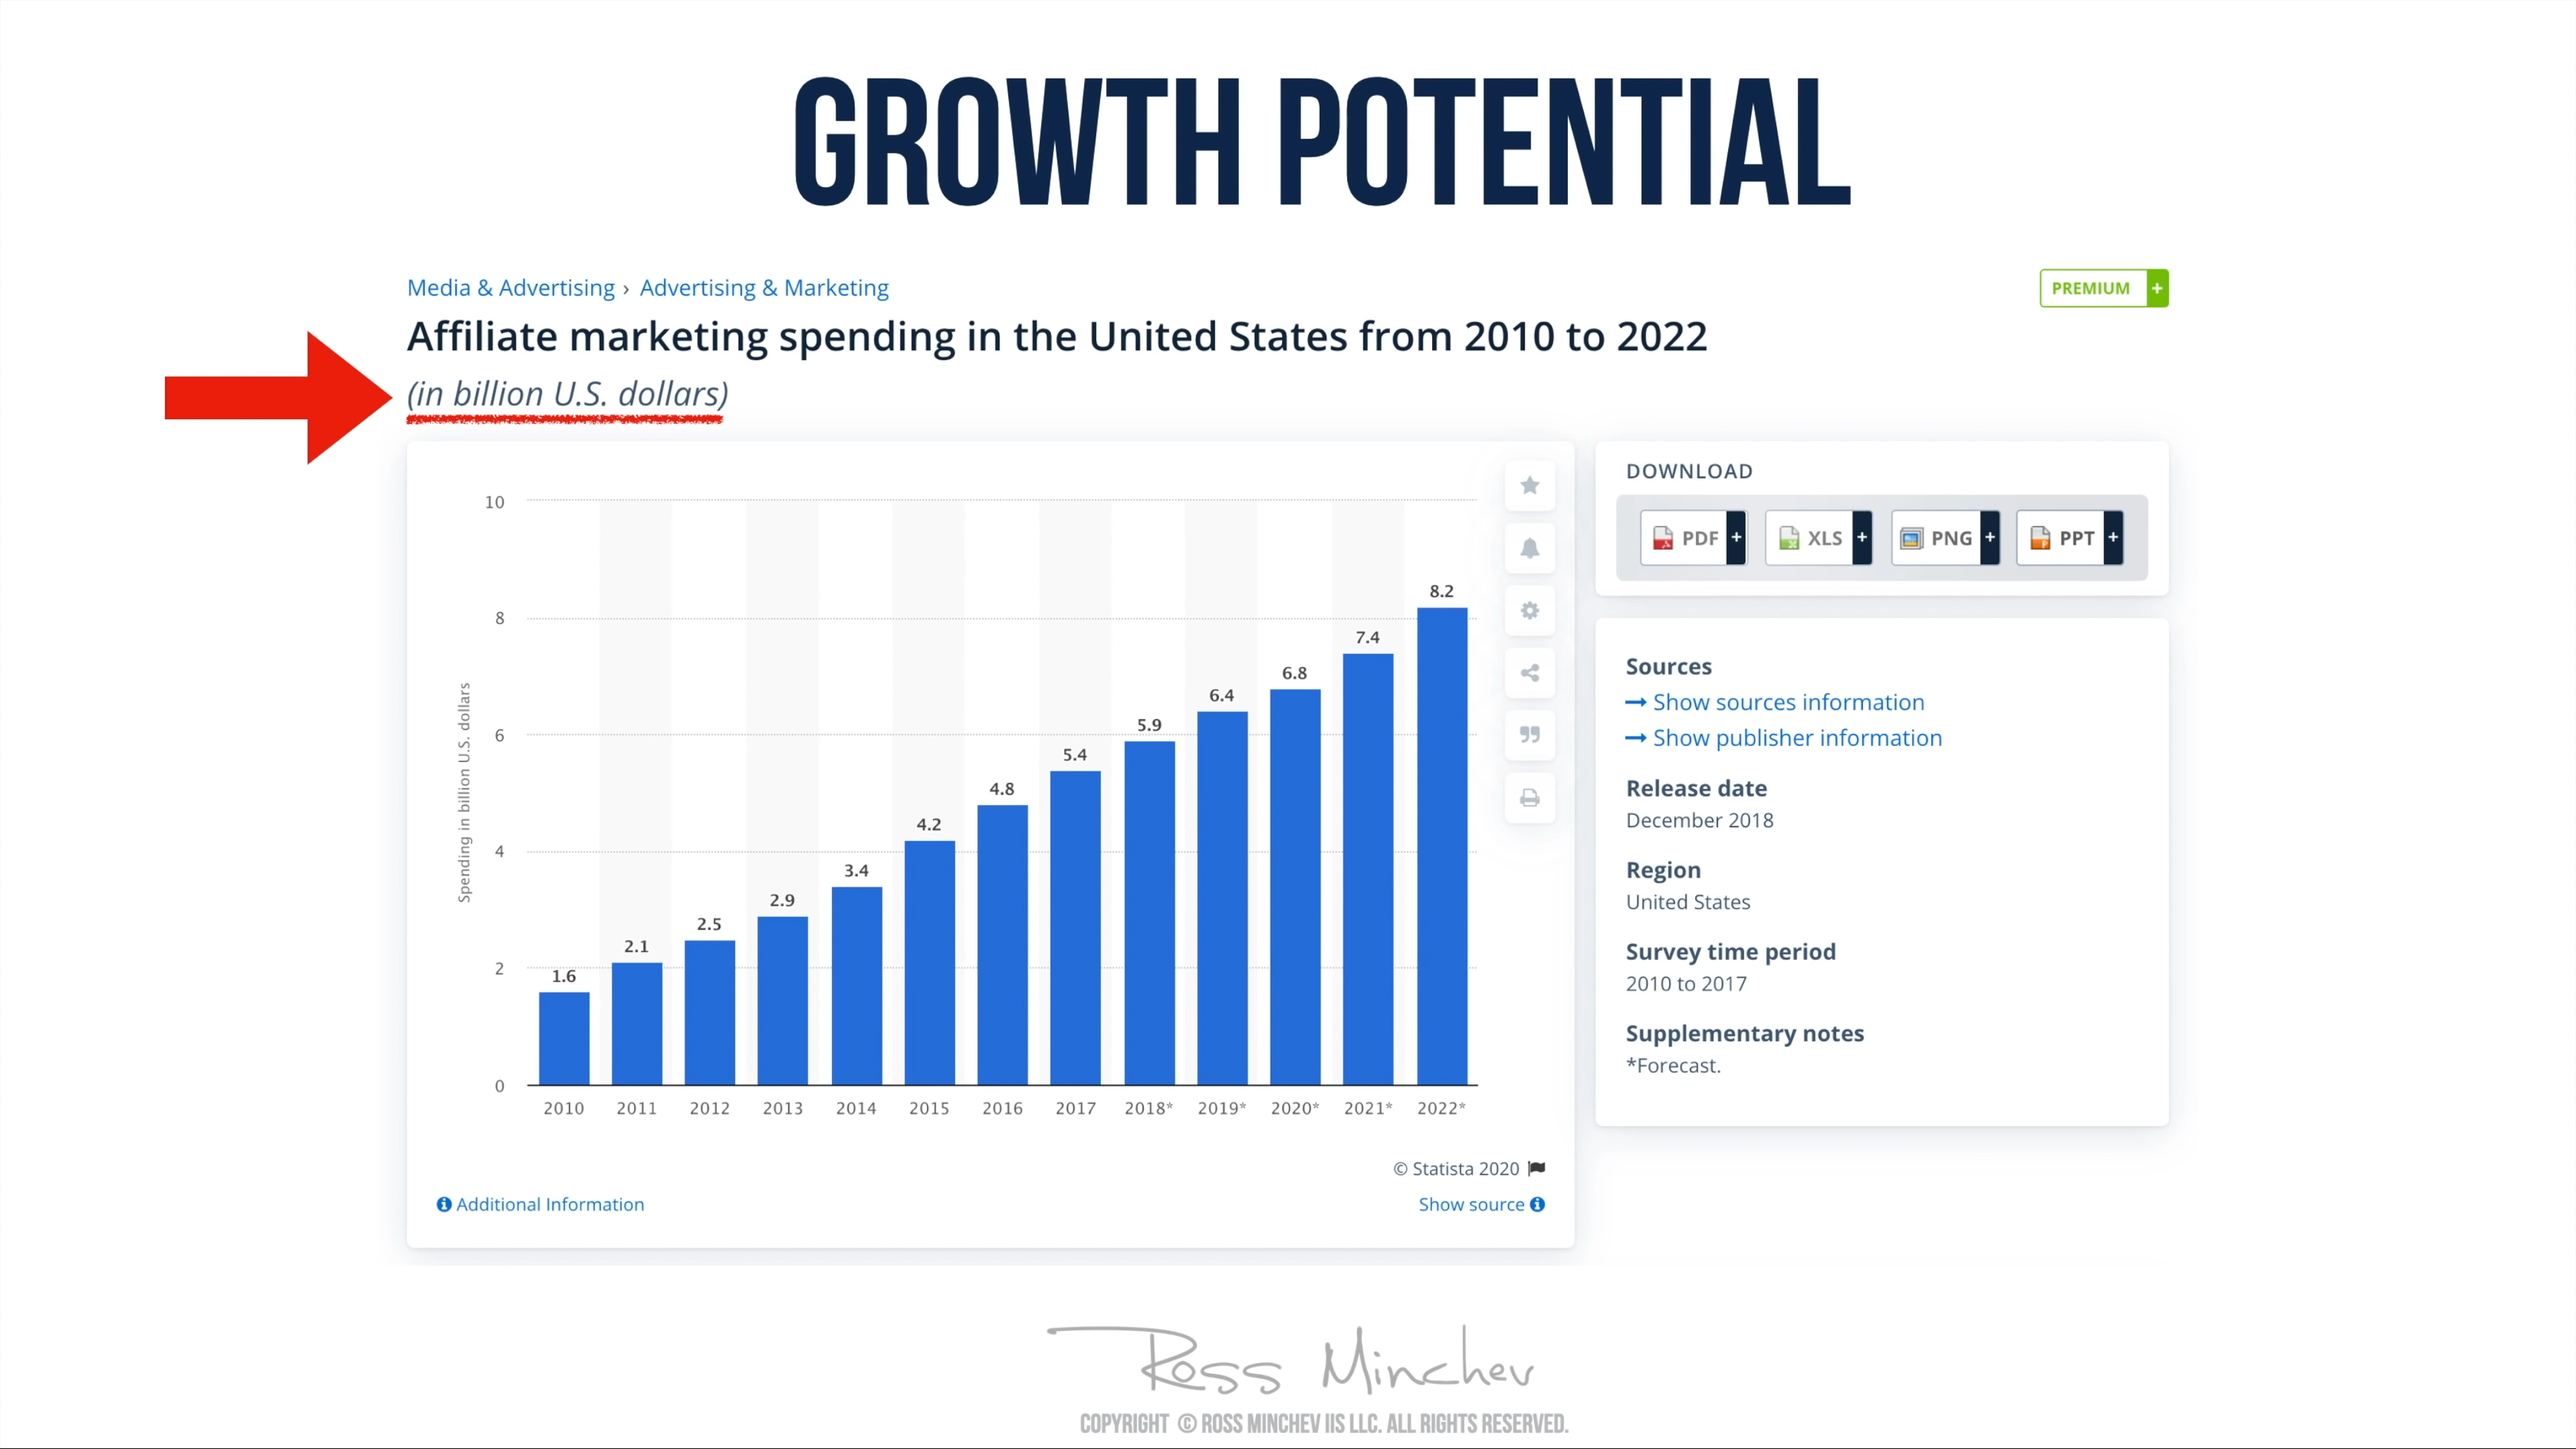 GROWTH POTENTIAL
Media & Advertising › Advertising & Marketing
PREMIUM +
Affiliate marketing spending in the United States from 2010 to 2022
(in billion U.S. dollars)
Spending in billion U.S. dollars
10
8
6
4
2
0
1.6
2.1
2.5
2.9
3.4
4.2
4.8
5.4
5.9
6.4
6.8
7.4
8.2
2010 2011 2012 2013 2014 2015 2016 2017 2018* 2019* 2020* 2021* 2022*
© Statista 2020
Additional Information
Show source
DOWNLOAD
PDF + XLS + PNG + PPT +
Sources
→ Show sources information
→ Show publisher information
Release date
December 2018
Region
United States
Survey time period
2010 to 2017
Supplementary notes
*Forecast.
Ross Minchev
COPYRIGHT © ROSS MINCHEV IIS LLC. ALL RIGHTS RESERVED.